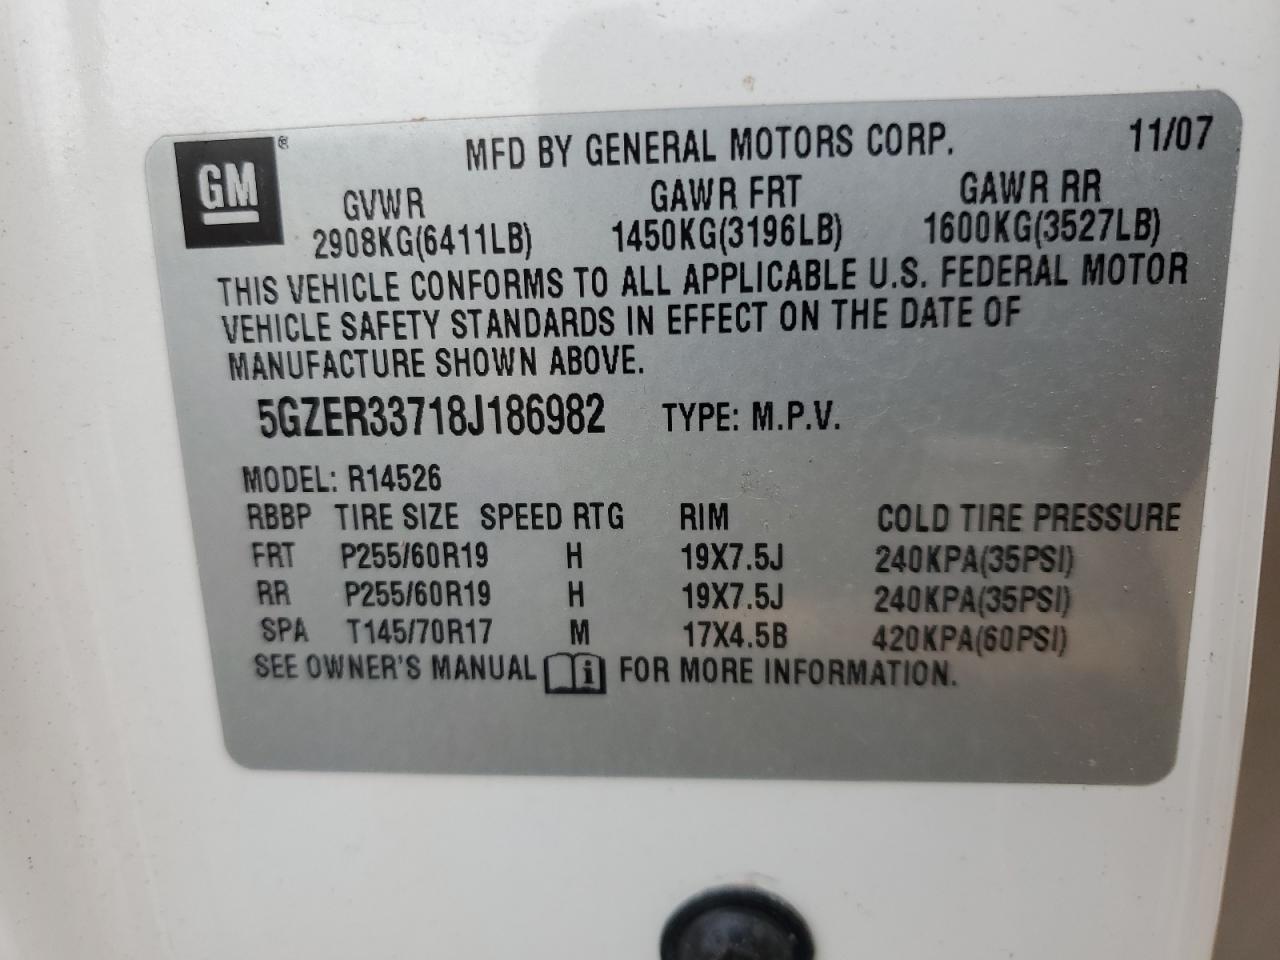 GM ®
MFD BY GENERAL MOTORS CORP. 11/07
GVWR GAWR FRT GAWR RR
2908KG(6411LB) 1450KG(3196LB) 1600KG(3527LB)
THIS VEHICLE CONFORMS TO ALL APPLICABLE U.S. FEDERAL MOTOR
VEHICLE SAFETY STANDARDS IN EFFECT ON THE DATE OF
MANUFACTURE SHOWN ABOVE.
5GZER33718J186982 TYPE: M.P.V.
MODEL: R14526
RBBP TIRE SIZE SPEED RTG RIM COLD TIRE PRESSURE
FRT P255/60R19 H 19X7.5J 240KPA(35PSI)
RR P255/60R19 H 19X7.5J 240KPA(35PSI)
SPA T145/70R17 M 17X4.5B 420KPA(60PSI)
SEE OWNER'S MANUAL i FOR MORE INFORMATION.